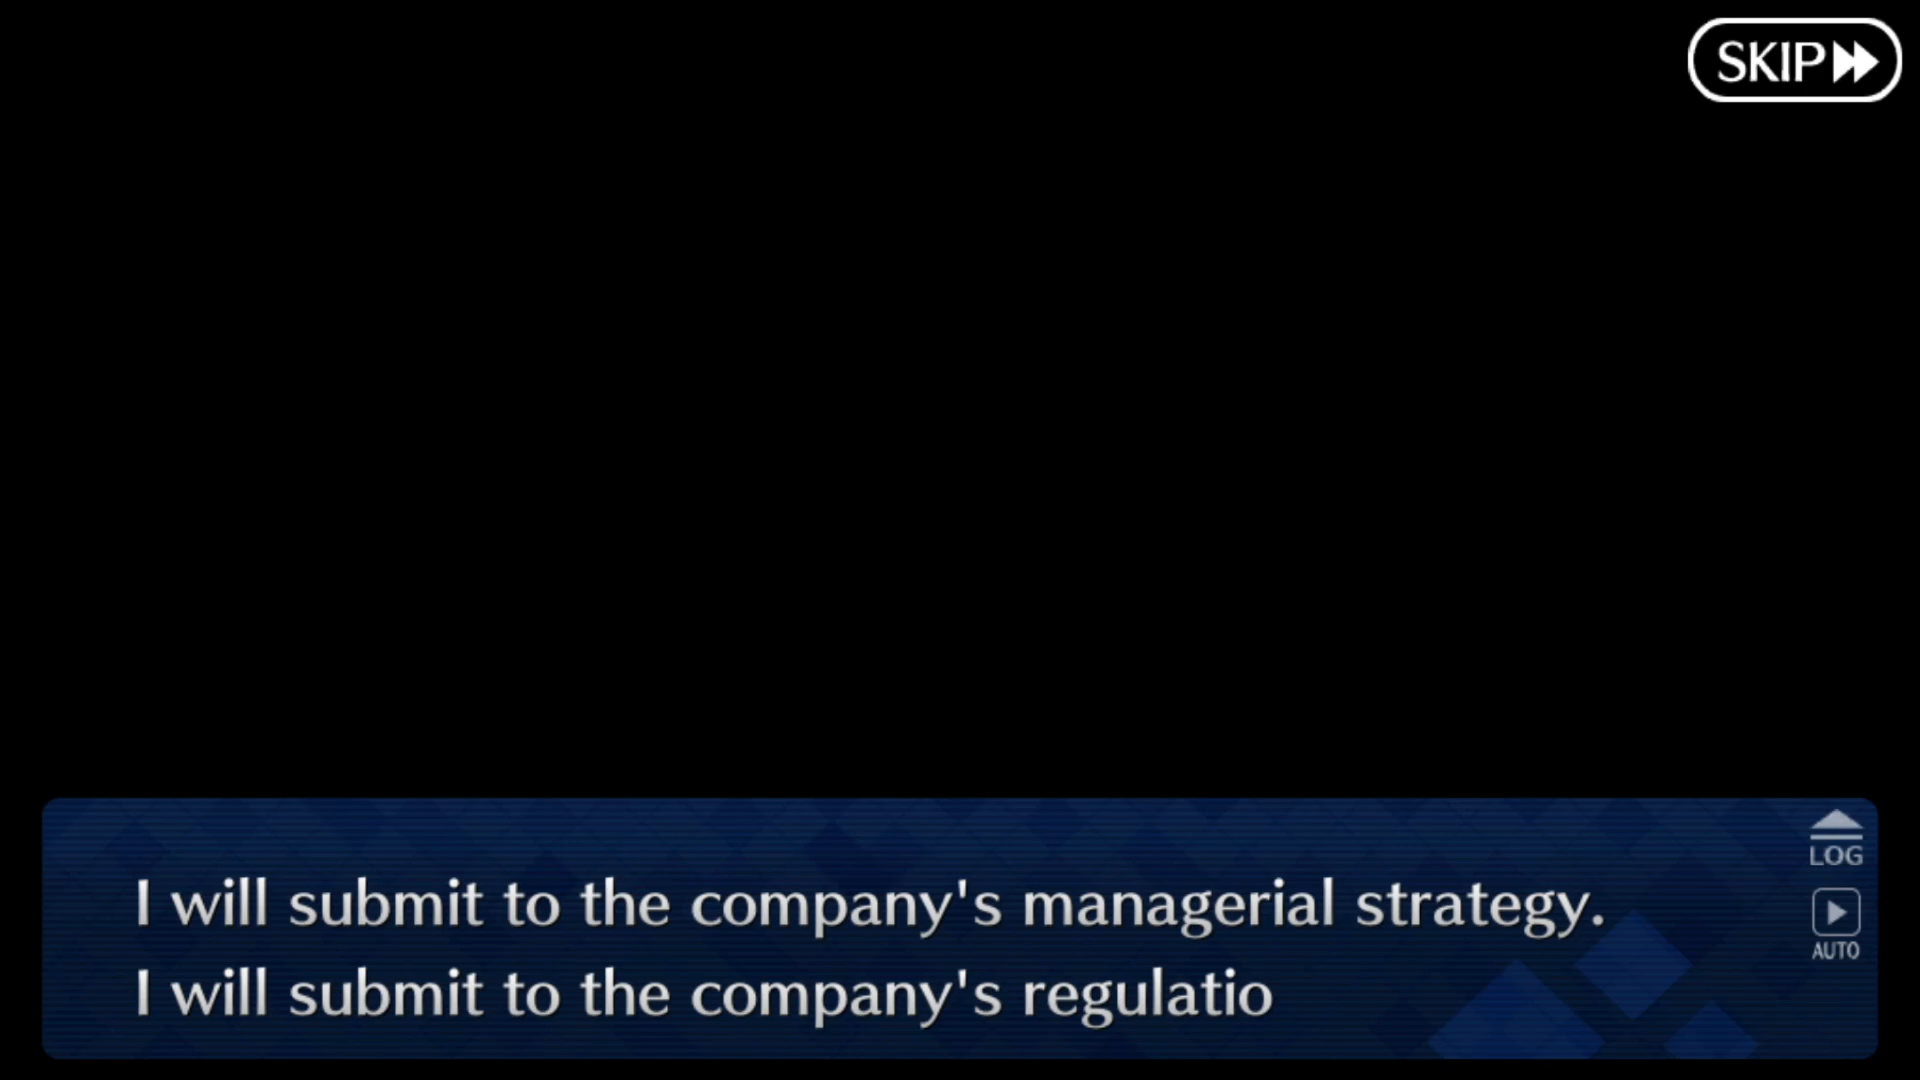 SKIP
LOG
I will submit to the company's managerial strategy.
AUTO
I will submit to the company's regulatio